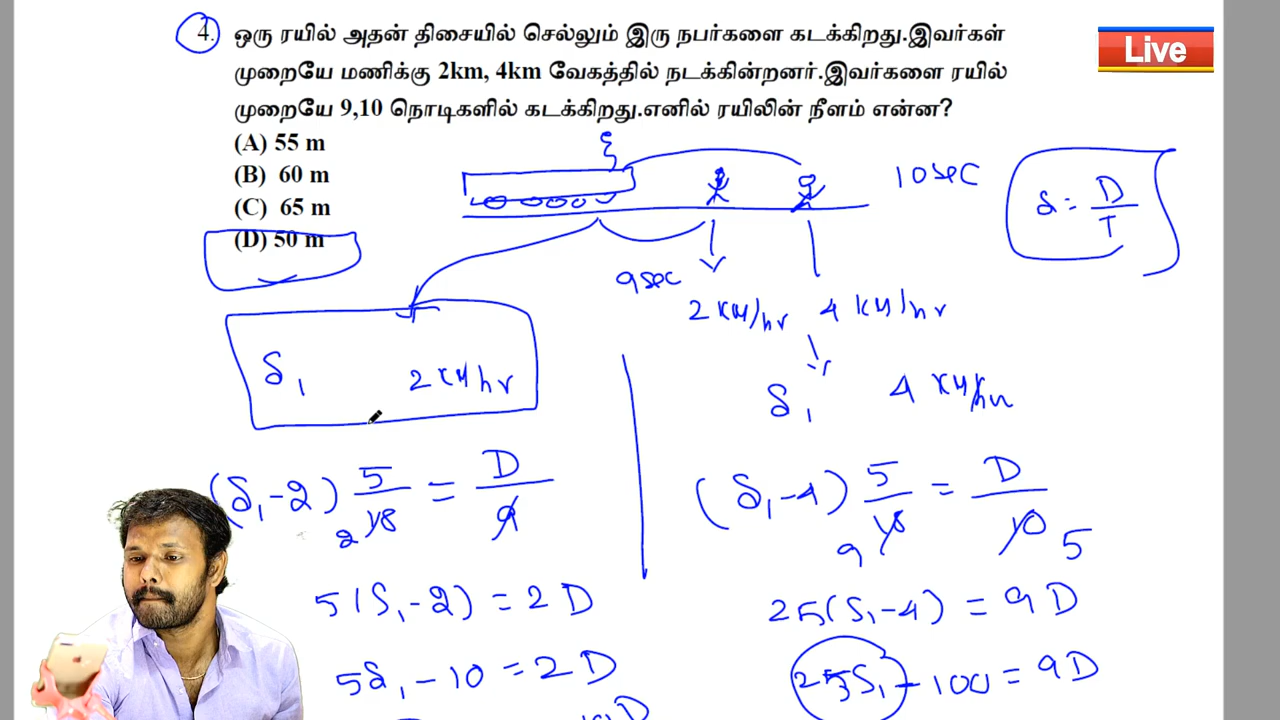 Live
4. ஒரு ரயில் அதன் திசையில் செல்லும் இரு நபர்களை கடக்கிறது.இவர்கள்
முறையே மணிக்கு 2km, 4km வேகத்தில் நடக்கின்றனர்.இவர்களை ரயில்
முறையே 9,10 நொடிகளில் கடக்கிறது.எனில் ரயிலின் நீளம் என்ன?
(A) 55 m
(B) 60 m
(C) 65 m
(D) 50 m
10 sec
S = D/T
9 sec
2 KM/hr 4 KM/hr
S₁ 2 KM/hr
S₁ 4 KM/hr
(S₁-2) 5/18 = D/9
2
(S₁-4) 5/18 = D/10
9 5
5(S₁-2) = 2D
25(S₁-4) = 9D
5S₁-10 = 2D
25S₁-100 = 9D